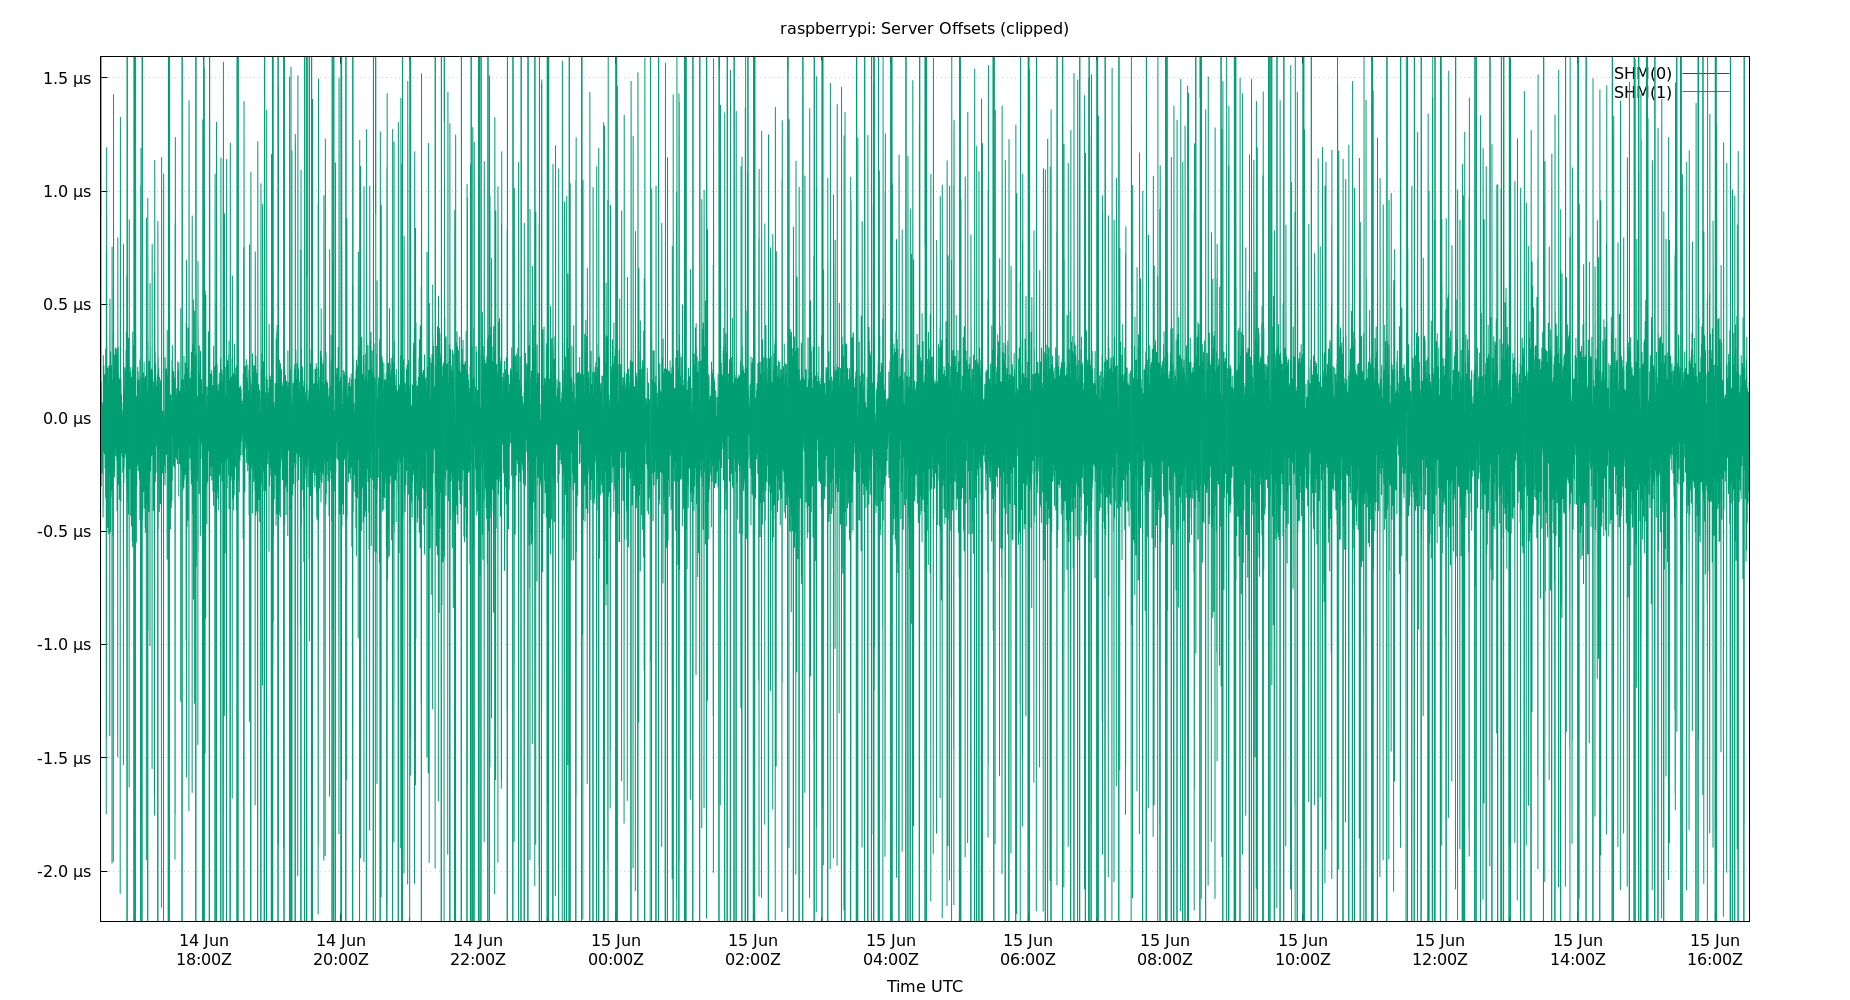 raspberrypi: Server Offsets (clipped)
SHM(0)
SHM(1)
1.5 µs
1.0 µs
0.5 µs
0.0 µs
-0.5 µs
-1.0 µs
-1.5 µs
-2.0 µs
14 Jun 14 Jun 14 Jun 15 Jun 15 Jun 15 Jun 15 Jun 15 Jun 15 Jun 15 Jun 15 Jun 15 Jun
18:00Z 20:00Z 22:00Z 00:00Z 02:00Z 04:00Z 06:00Z 08:00Z 10:00Z 12:00Z 14:00Z 16:00Z
Time UTC